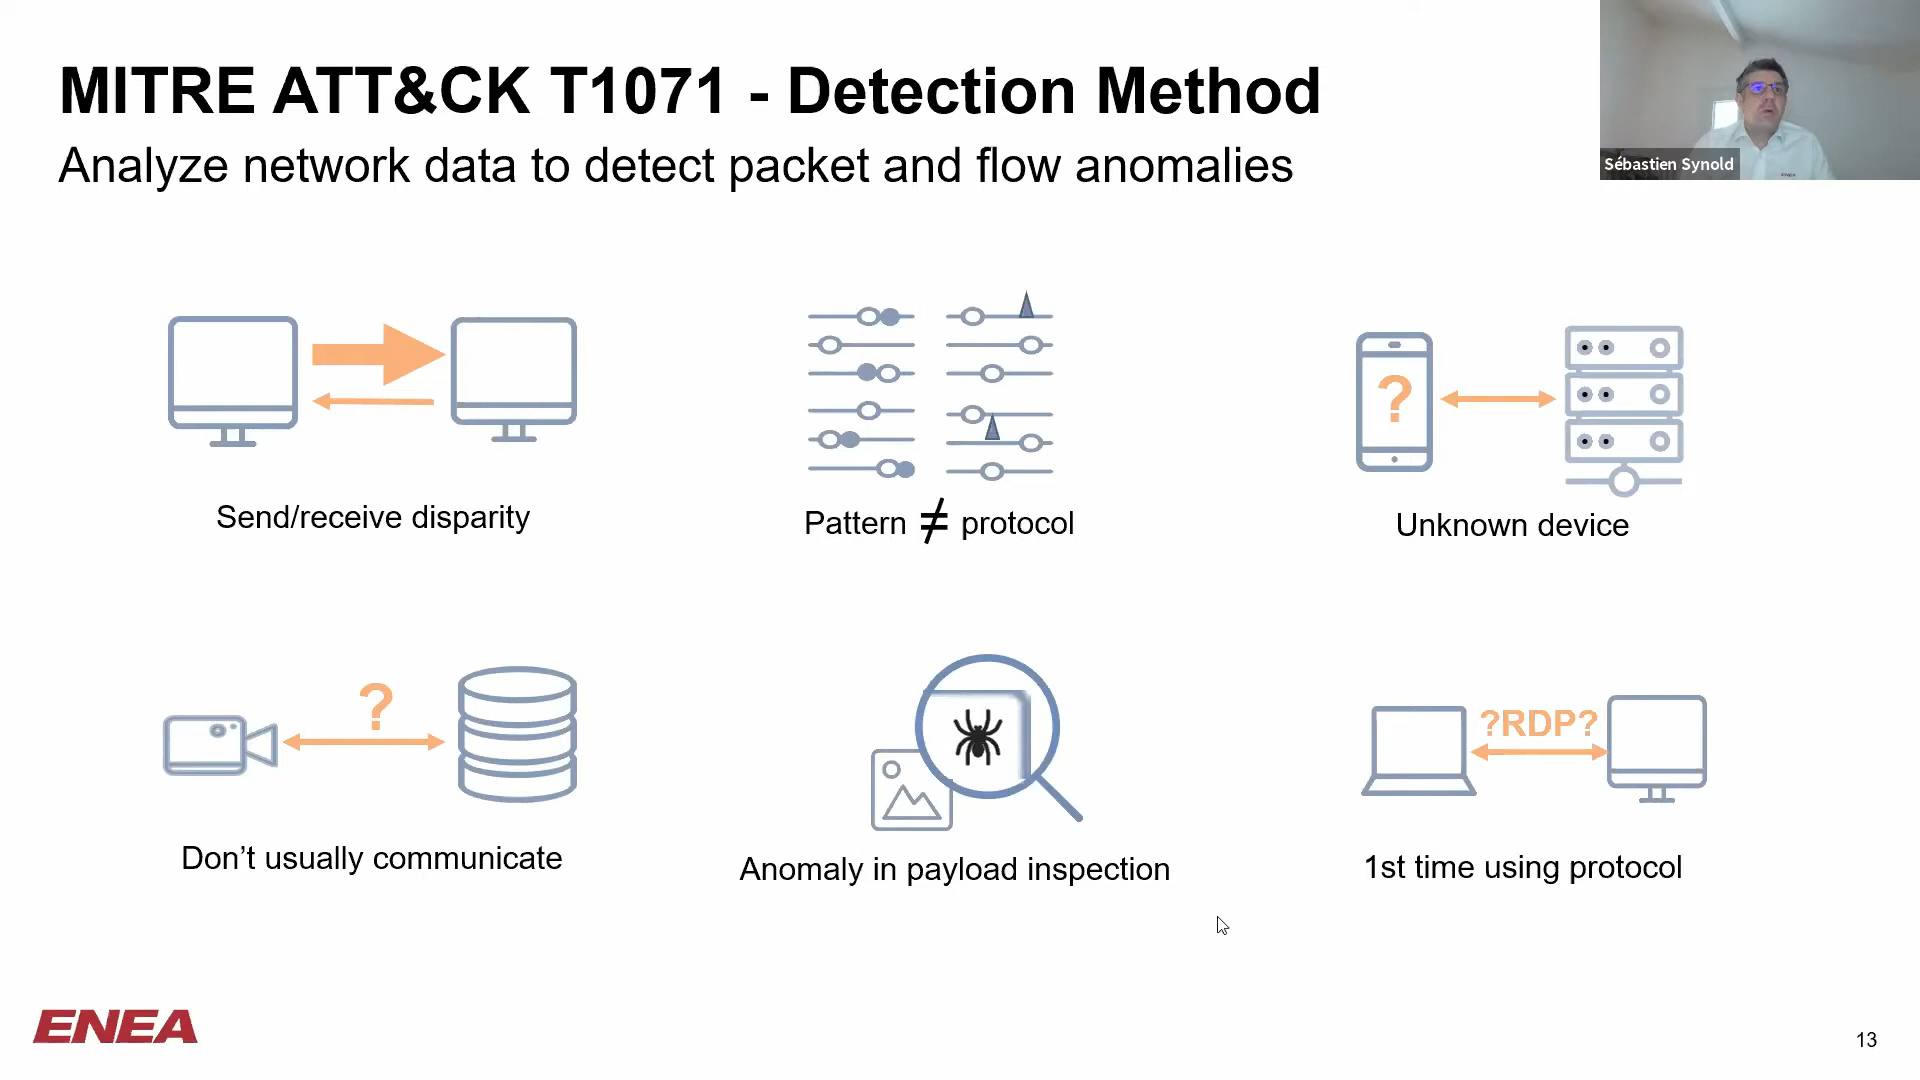 MITRE ATT&CK T1071 - Detection Method
Analyze network data to detect packet and flow anomalies
Sébastien Synold
ENEA
?
Send/receive disparity
Pattern ≠ protocol
Unknown device
?
?RDP?
Don't usually communicate
Anomaly in payload inspection
1st time using protocol
ENEA
13